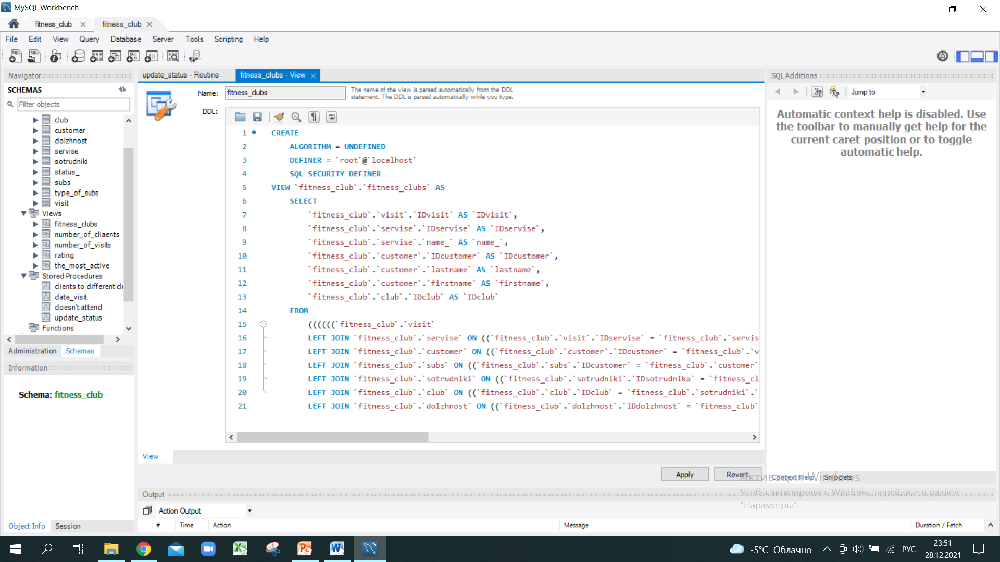 MySQL Workbench
fitness_club
fitness_club
File Edit View Query Database Server Tools Scripting Help
Navigator
SCHEMAS
Filter objects
club
customer
dolzhnost
servise
sotrudniki
status_
subs
type_of_subs
visit
Views
fitness_clubs
number_of_cliaents
number_of_visits
rating
the_most_active
Stored Procedures
clients to different clu
date_visit
doesn't attend
update_status
Functions
Administration Schemas
Information
Schema: fitness_club
Object Info Session
update_status - Routine
fitness_clubs - View
Name: fitness_clubs
The name of the view is parsed automatically from the DDL
statement. The DDL is parsed automatically while you type.
DDL:
1 CREATE
2 ALGORITHM = UNDEFINED
3 DEFINER = `root`@`localhost`
4 SQL SECURITY DEFINER
5 VIEW `fitness_club`.`fitness_clubs` AS
6 SELECT
7 `fitness_club`.`visit`.`IDvisit` AS `IDvisit`,
8 `fitness_club`.`servise`.`IDservise` AS `IDservise`,
9 `fitness_club`.`servise`.`name_` AS `name_`,
10 `fitness_club`.`customer`.`IDcustomer` AS `IDcustomer`,
11 `fitness_club`.`customer`.`lastname` AS `lastname`,
12 `fitness_club`.`customer`.`firstname` AS `firstname`,
13 `fitness_club`.`club`.`IDclub` AS `IDclub`
14 FROM
15 ((((((`fitness_club`.`visit`
16 LEFT JOIN `fitness_club`.`servise` ON ((`fitness_club`.`visit`.`IDservise` = `fitness_club`.`servis
17 LEFT JOIN `fitness_club`.`customer` ON ((`fitness_club`.`customer`.`IDcustomer` = `fitness_club`.`v
18 LEFT JOIN `fitness_club`.`subs` ON ((`fitness_club`.`subs`.`IDcustomer` = `fitness_club`.`customer`
19 LEFT JOIN `fitness_club`.`sotrudniki` ON ((`fitness_club`.`sotrudniki`.`IDsotrudnika` = `fitness_cl
20 LEFT JOIN `fitness_club`.`club` ON ((`fitness_club`.`club`.`IDclub` = `fitness_club`.`sotrudniki`.`
21 LEFT JOIN `fitness_club`.`dolzhnost` ON ((`fitness_club`.`dolzhnost`.`IDdolzhnost` = `fitness_club`
View
Apply Revert
Output
Action Output
# Time Action Message Duration / Fetch
SQLAdditions
Jump to
Automatic context help is disabled. Use
the toolbar to manually get help for the
current caret position or to toggle
automatic help.
Context Help Snippets
Активация Windows
Чтобы активировать Windows, перейдите в раздел
"Параметры".
-5°C Облачно
РУС
23:51
28.12.2021